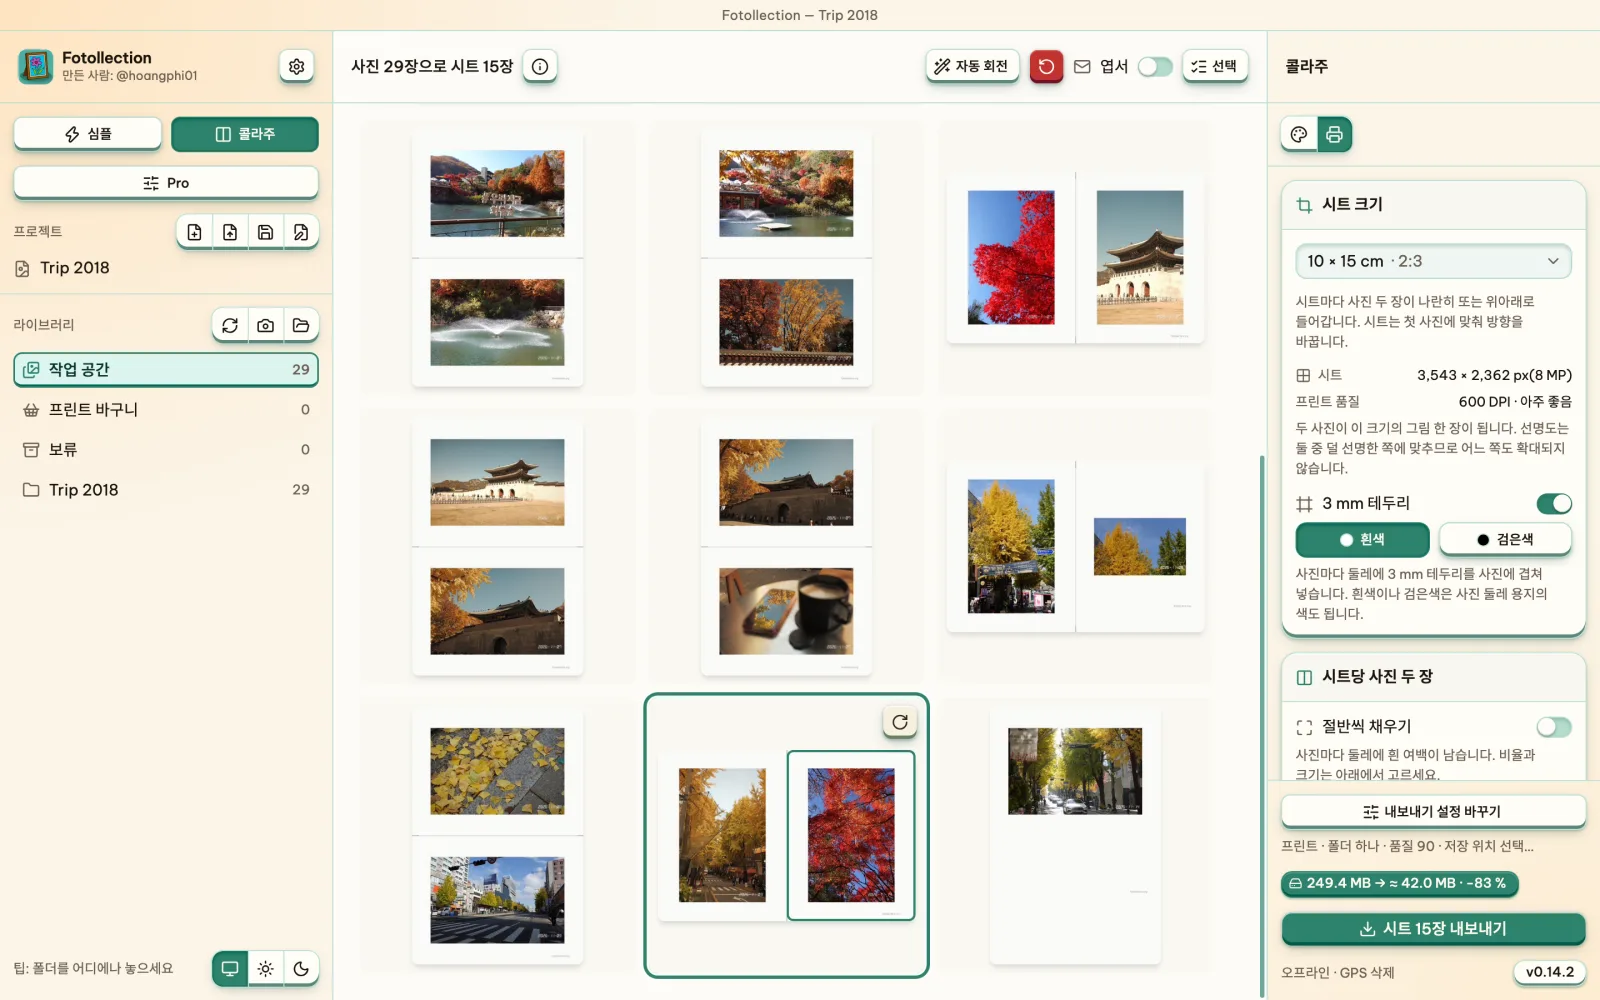 Fotollection — Trip 2018
Fotollection
만든 사람: @hoangphi01
심플
콜라주
Pro
프로젝트
Trip 2018
라이브러리
작업 공간 29
프린트 바구니 0
보류 0
Trip 2018 29
팁: 폴더를 어디에나 놓으세요
사진 29장으로 시트 15장
자동 회전
엽서
선택
콜라주
시트 크기
10 × 15 cm · 2:3
시트마다 사진 두 장이 나란히 또는 위아래로
들어갑니다. 시트는 첫 사진에 맞춰 방향을
바꿉니다.
시트 3,543 × 2,362 px(8 MP)
프린트 품질 600 DPI · 아주 좋음
두 사진이 이 크기의 그림 한 장이 됩니다. 선명도는
둘 중 덜 선명한 쪽에 맞추므로 어느 쪽도 확대되지
않습니다.
3 mm 테두리
흰색
검은색
사진마다 둘레에 3 mm 테두리를 사진에 겹쳐
넣습니다. 흰색이나 검은색은 사진 둘레 용지의
색도 됩니다.
시트당 사진 두 장
절반씩 채우기
사진마다 둘레에 흰 여백이 남습니다. 비율과
크기는 아래에서 고르세요.
내보내기 설정 바꾸기
프린트 · 폴더 하나 · 품질 90 · 저장 위치 선택...
249.4 MB → ≈ 42.0 MB · −83 %
시트 15장 내보내기
오프라인 · GPS 삭제
v0.14.2